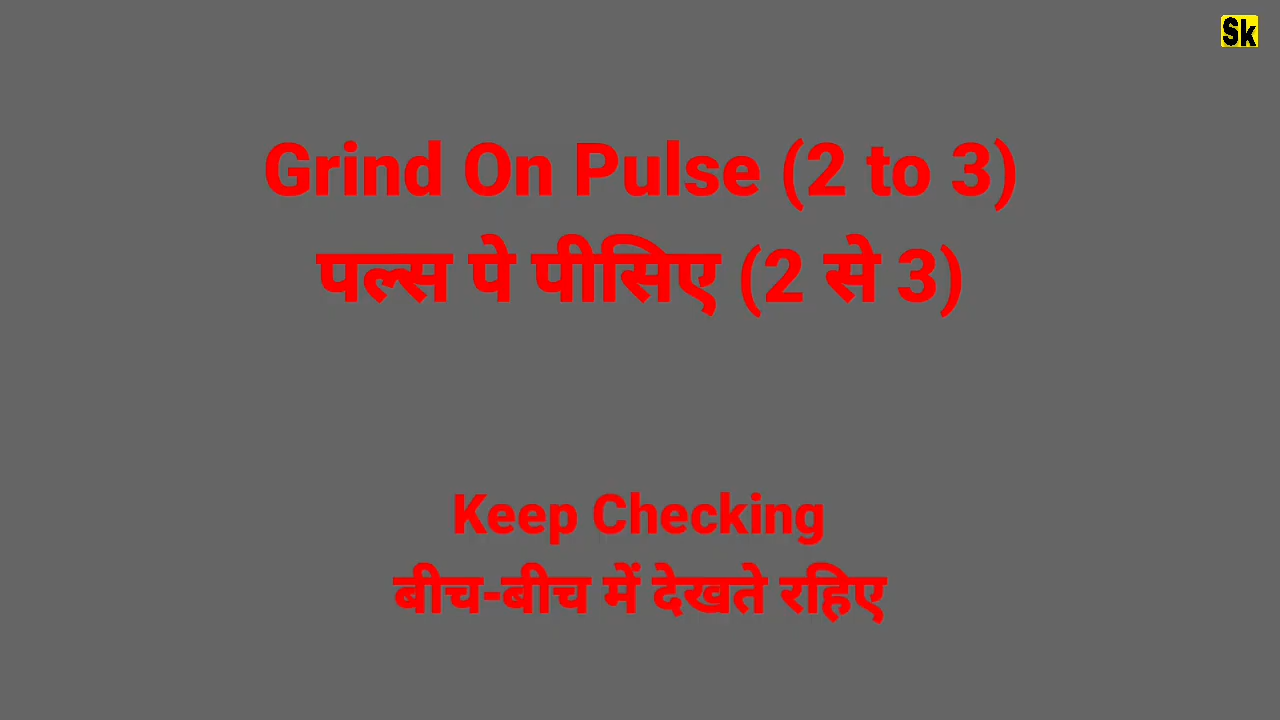 Sk
Grind On Pulse (2 to 3)
पल्स पे पीसिए (2 से 3)
Keep Checking
बीच-बीच में देखते रहिए